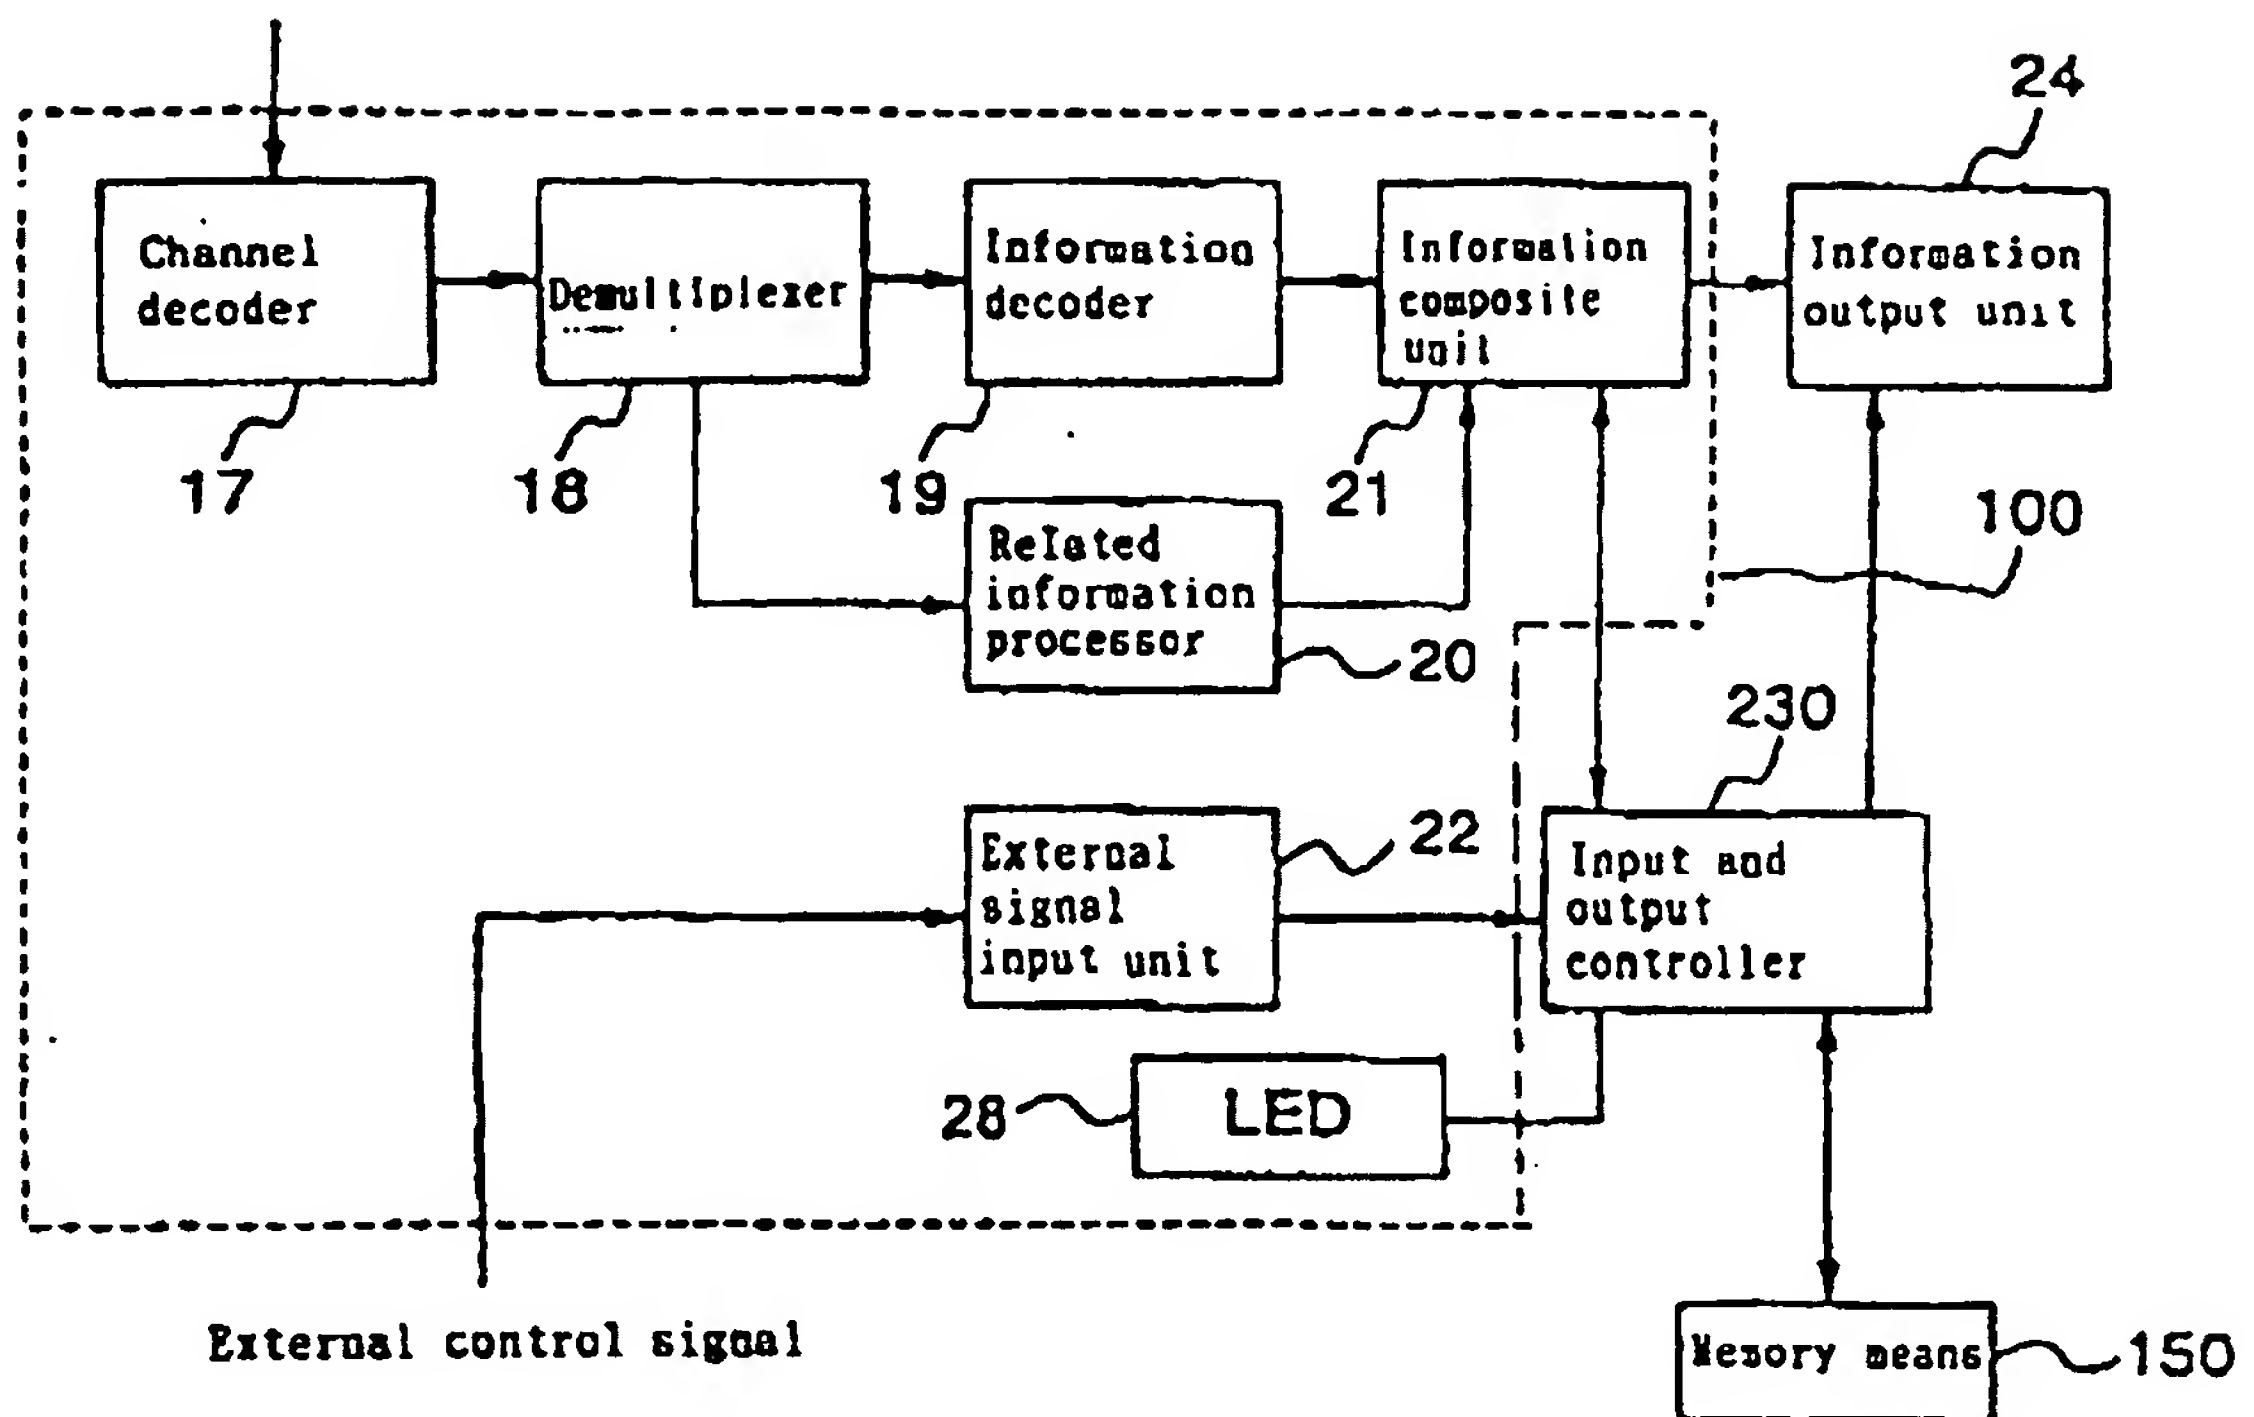 24
Channel
decoder
Demultiplexer
Information
decoder
Information
composite
unit
Information
output unit
17
18
19
21
100
Related
information
processor
20
230
External
signal
input unit
22
Input and
output
controller
28
LED
External control signal
Memory means
150